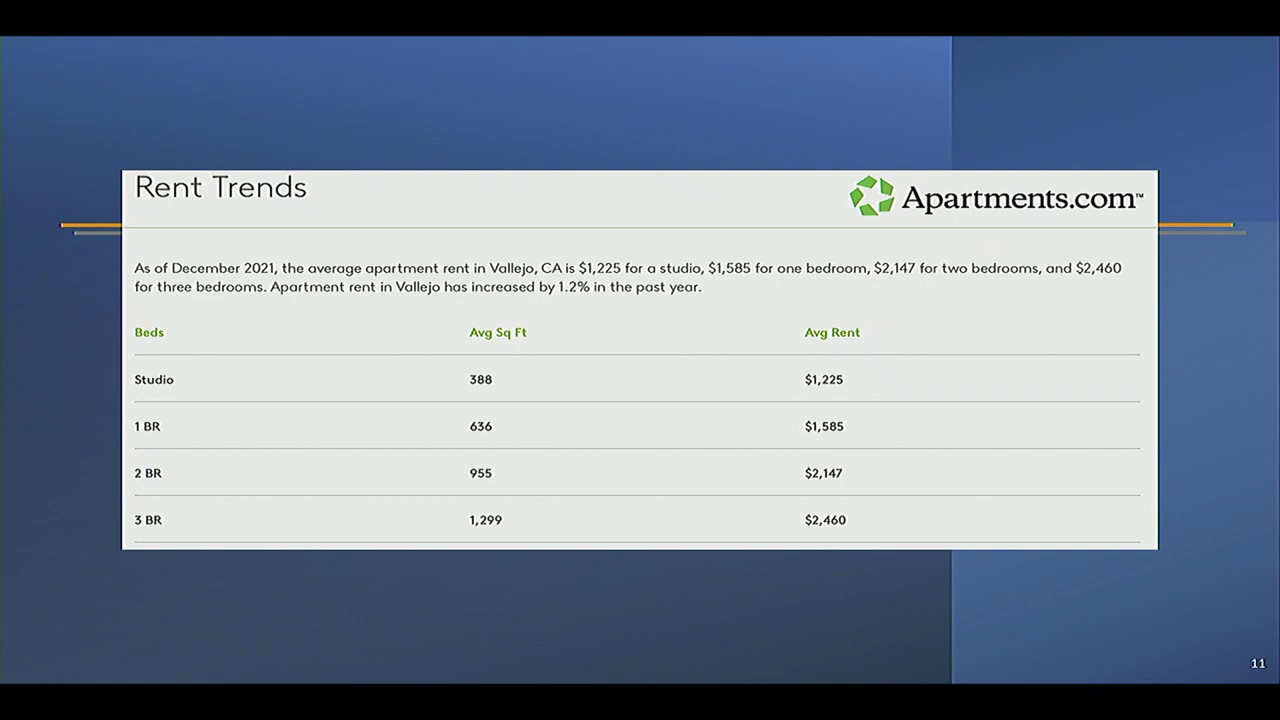 Rent Trends
Apartments.com™
As of December 2021, the average apartment rent in Vallejo, CA is $1,225 for a studio, $1,585 for one bedroom, $2,147 for two bedrooms, and $2,460
for three bedrooms. Apartment rent in Vallejo has increased by 1.2% in the past year.
Beds Avg Sq Ft Avg Rent
Studio 388 $1,225
1 BR 636 $1,585
2 BR 955 $2,147
3 BR 1,299 $2,460
11